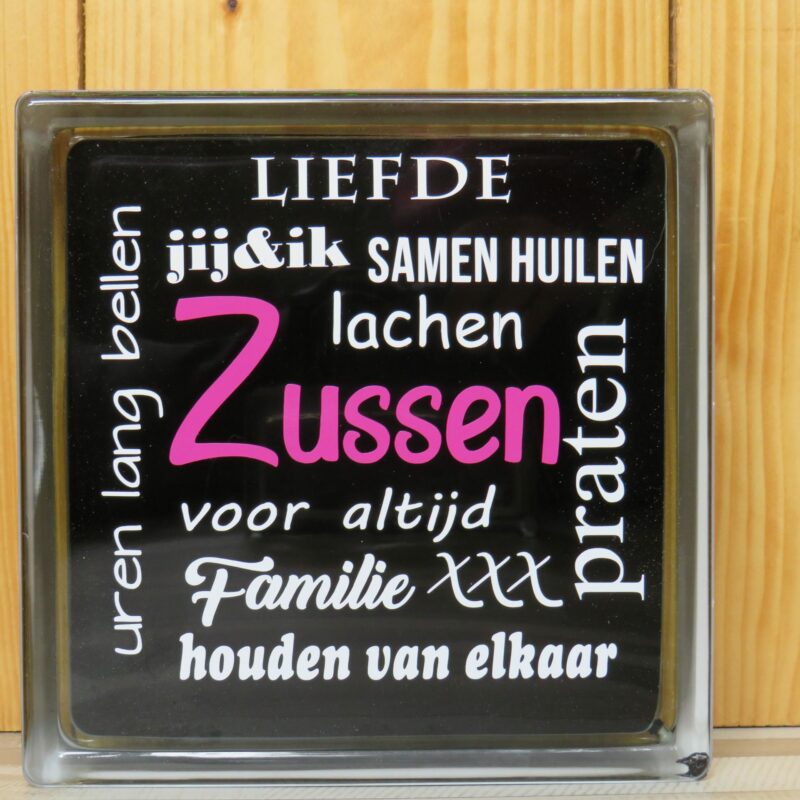 LIEFDE
jij&ik
SAMEN HUILEN
uren lang bellen
lachen
Zussen
praten
voor altijd
Familie XXX
houden van elkaar